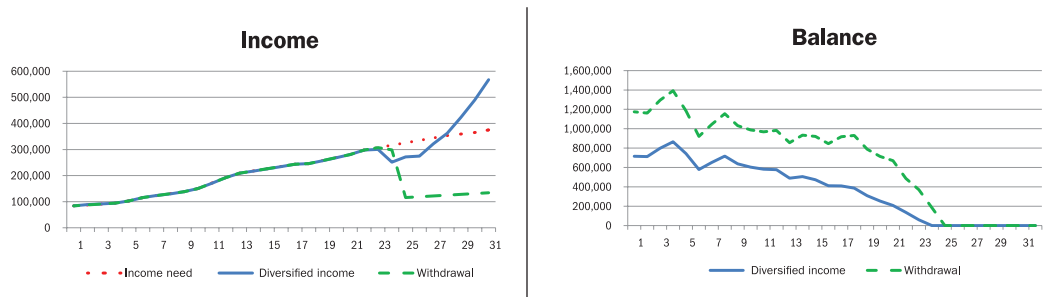 Income
600,000
500,000
400,000
300,000
200,000
100,000
0
1 3 5 7 9 11 13 15 17 19 21 23 25 27 29 31
Income need Diversified income Withdrawal
Balance
1,600,000
1,400,000
1,200,000
1,000,000
800,000
600,000
400,000
200,000
0
1 3 5 7 9 11 13 15 17 19 21 23 25 27 29 31
Diversified income Withdrawal